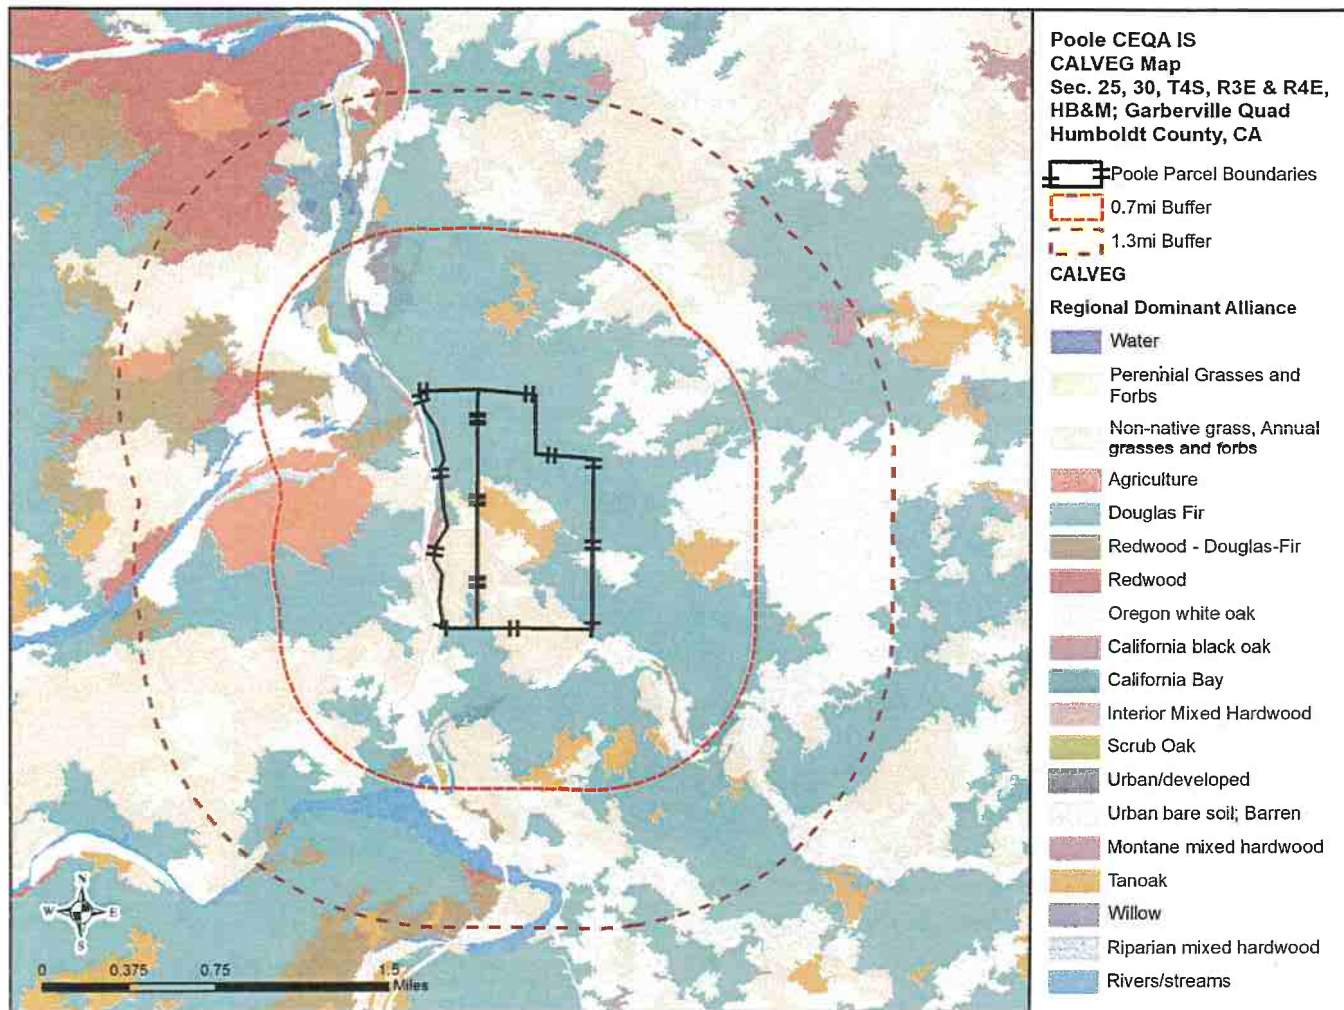 Poole CEQA IS
CALVEG Map
Sec. 25, 30, T4S, R3E & R4E,
HB&M; Garberville Quad
Humboldt County, CA
Poole Parcel Boundaries
0.7mi Buffer
1.3mi Buffer
CALVEG
Regional Dominant Alliance
Water
Perennial Grasses and
Forbs
Non-native grass, Annual
grasses and forbs
Agriculture
Douglas Fir
Redwood - Douglas-Fir
Redwood
Oregon white oak
California black oak
California Bay
Interior Mixed Hardwood
Scrub Oak
Urban/developed
Urban bare soil; Barren
Montane mixed hardwood
Tanoak
Willow
Riparian mixed hardwood
Rivers/streams
N
W E
S
0 0.375 0.75 1.5
Miles